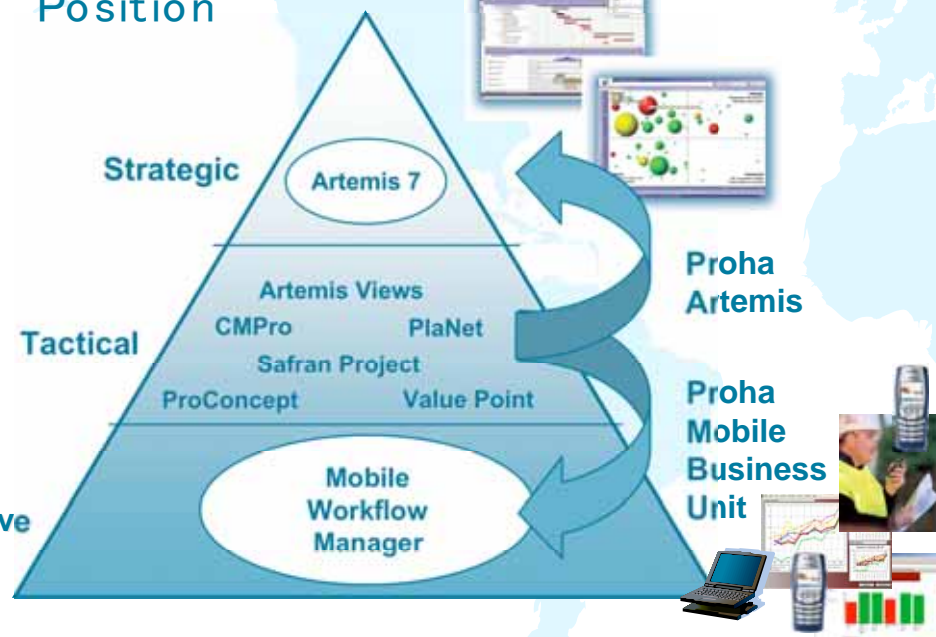 Position
Strategic
Artemis 7
Proha
Artemis
Artemis Views
CMPro PlaNet
Tactical
Safran Project
ProConcept Value Point
Proha
Mobile
Business
Unit
Mobile
Workflow
Manager
ve